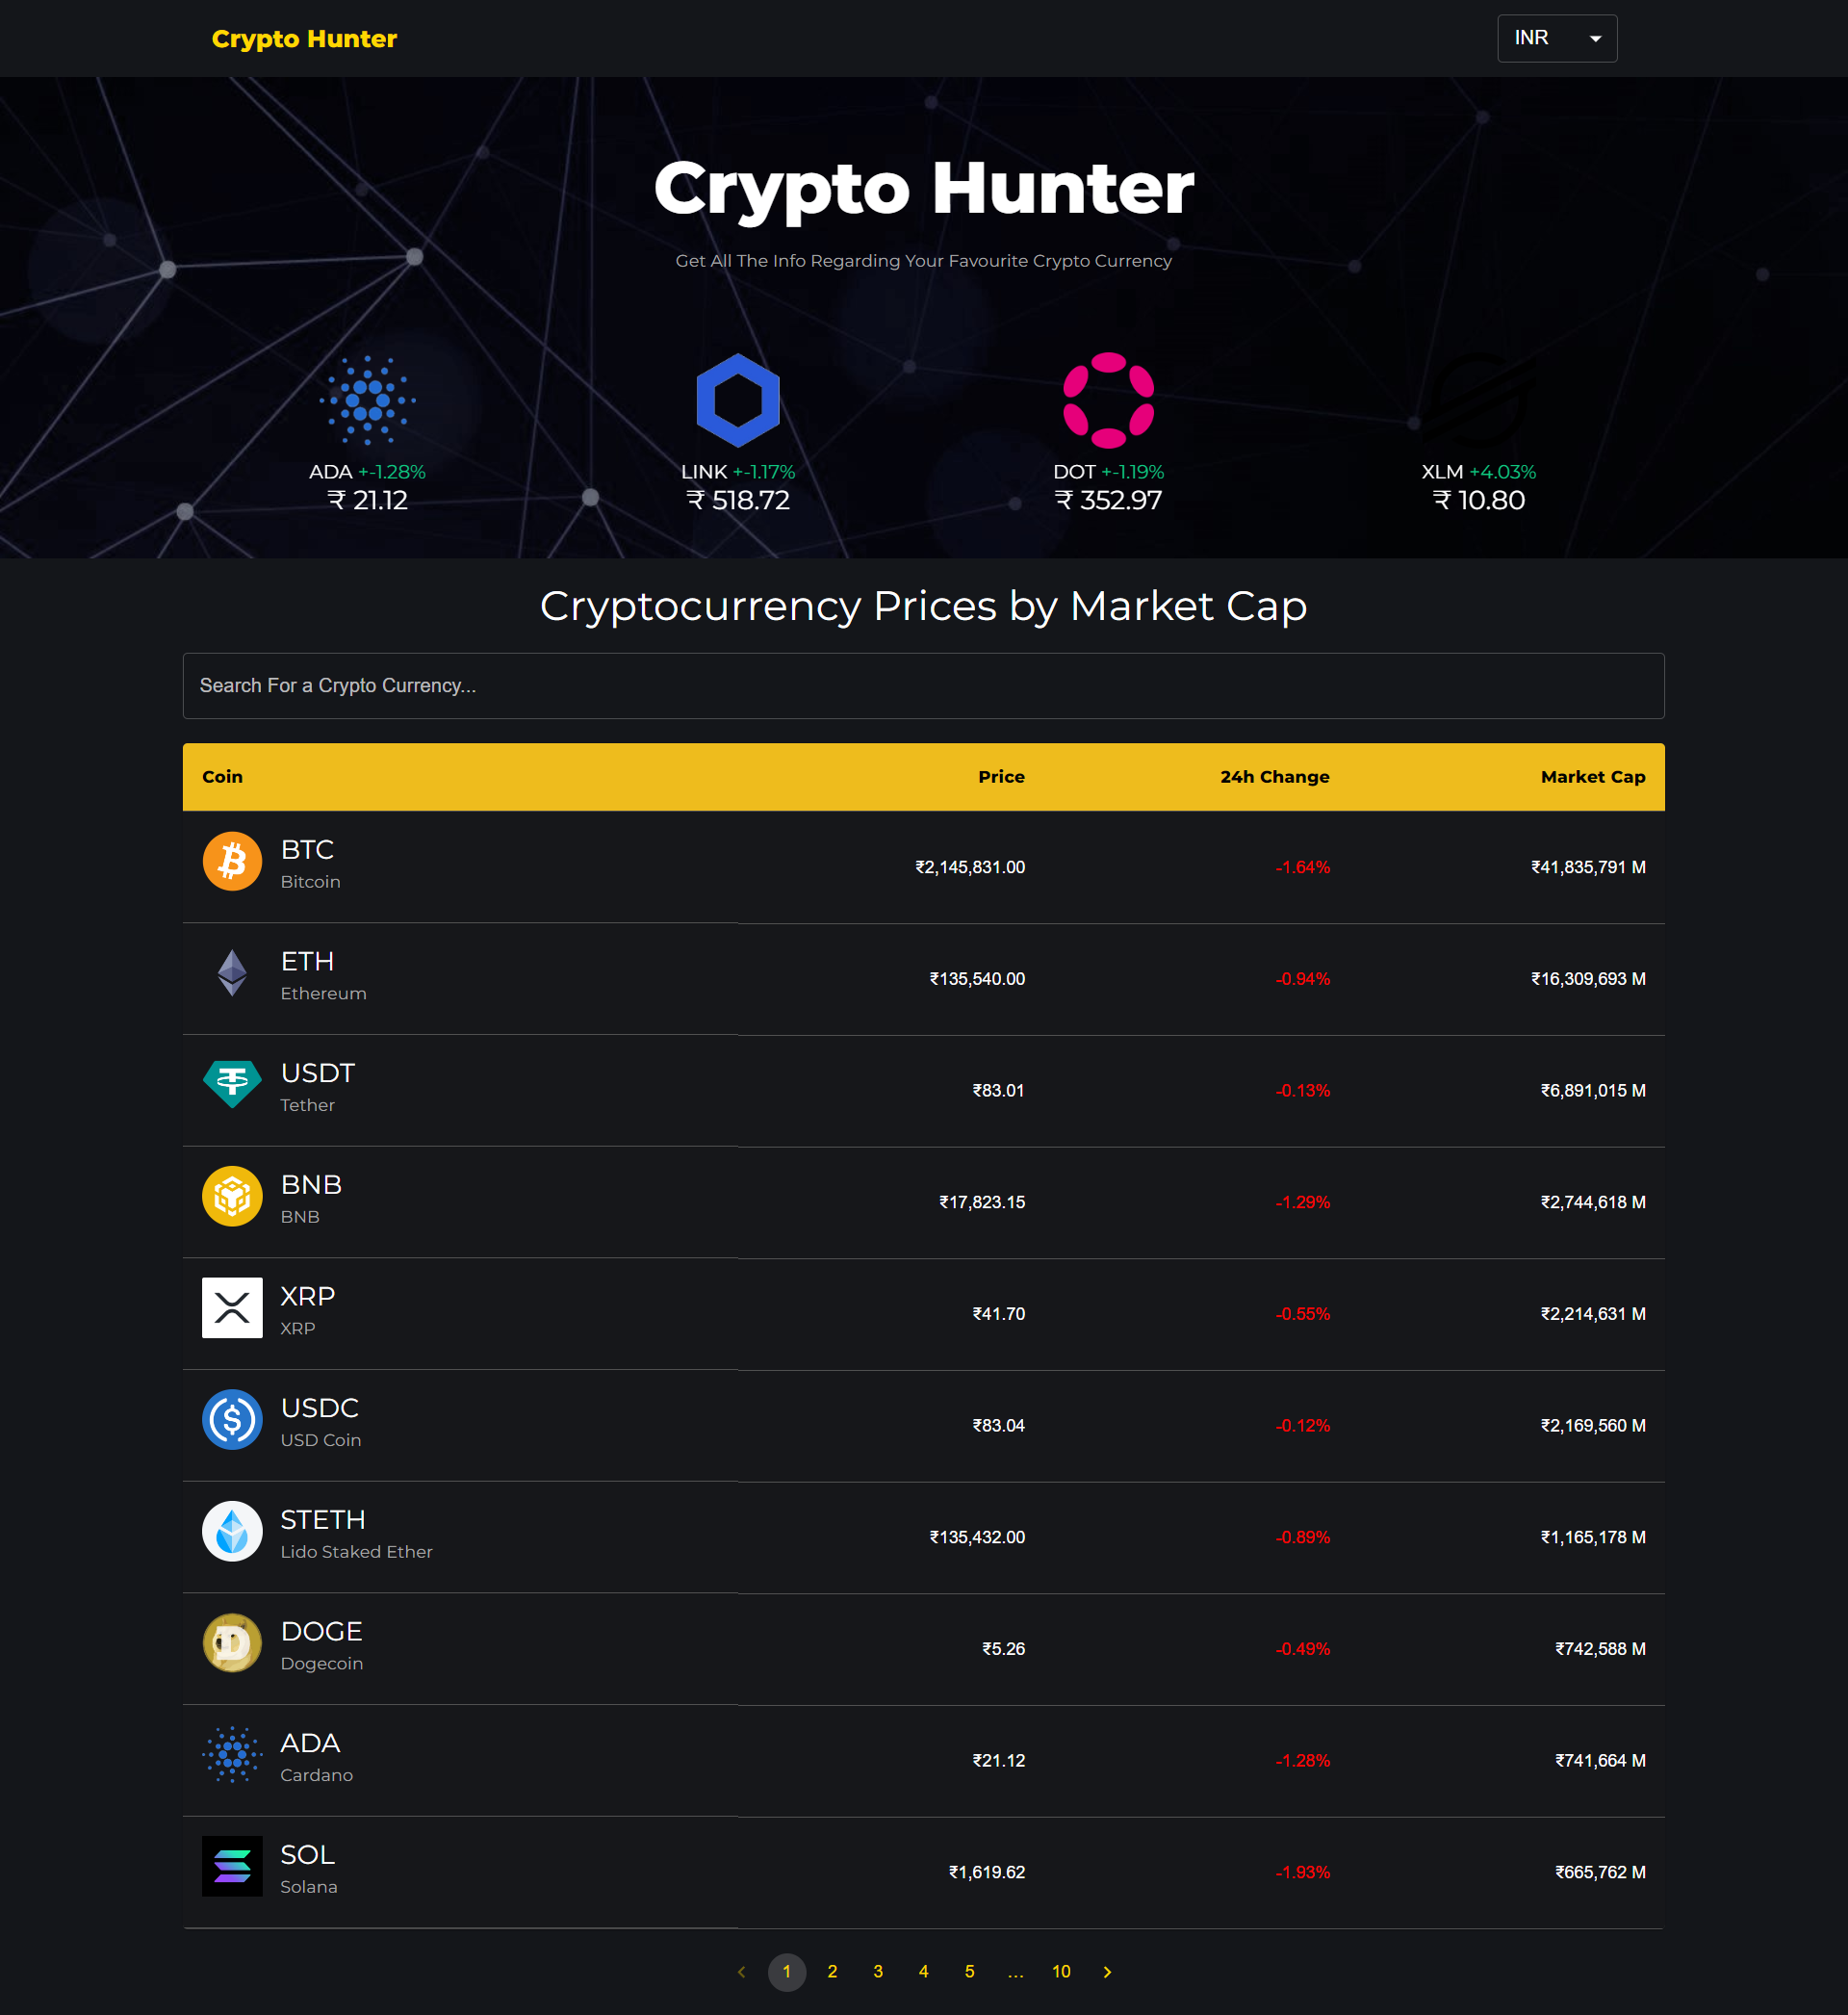 Crypto Hunter
INR
Crypto Hunter
Get All The Info Regarding Your Favourite Crypto Currency
ADA +-1.28%
₹ 21.12
LINK +-1.17%
₹ 518.72
DOT +-1.19%
₹ 352.97
XLM +4.03%
₹ 10.80
Cryptocurrency Prices by Market Cap
Search For a Crypto Currency...
Coin Price 24h Change Market Cap
BTC
Bitcoin
₹2,145,831.00 -1.64% ₹41,835,791 M
ETH
Ethereum
₹135,540.00 -0.94% ₹16,309,693 M
USDT
Tether
₹83.01 -0.13% ₹6,891,015 M
BNB
BNB
₹17,823.15 -1.29% ₹2,744,618 M
XRP
XRP
₹41.70 -0.55% ₹2,214,631 M
USDC
USD Coin
₹83.04 -0.12% ₹2,169,560 M
STETH
Lido Staked Ether
₹135,432.00 -0.89% ₹1,165,178 M
DOGE
Dogecoin
₹5.26 -0.49% ₹742,588 M
ADA
Cardano
₹21.12 -1.28% ₹741,664 M
SOL
Solana
₹1,619.62 -1.93% ₹665,762 M
1 2 3 4 5 ... 10